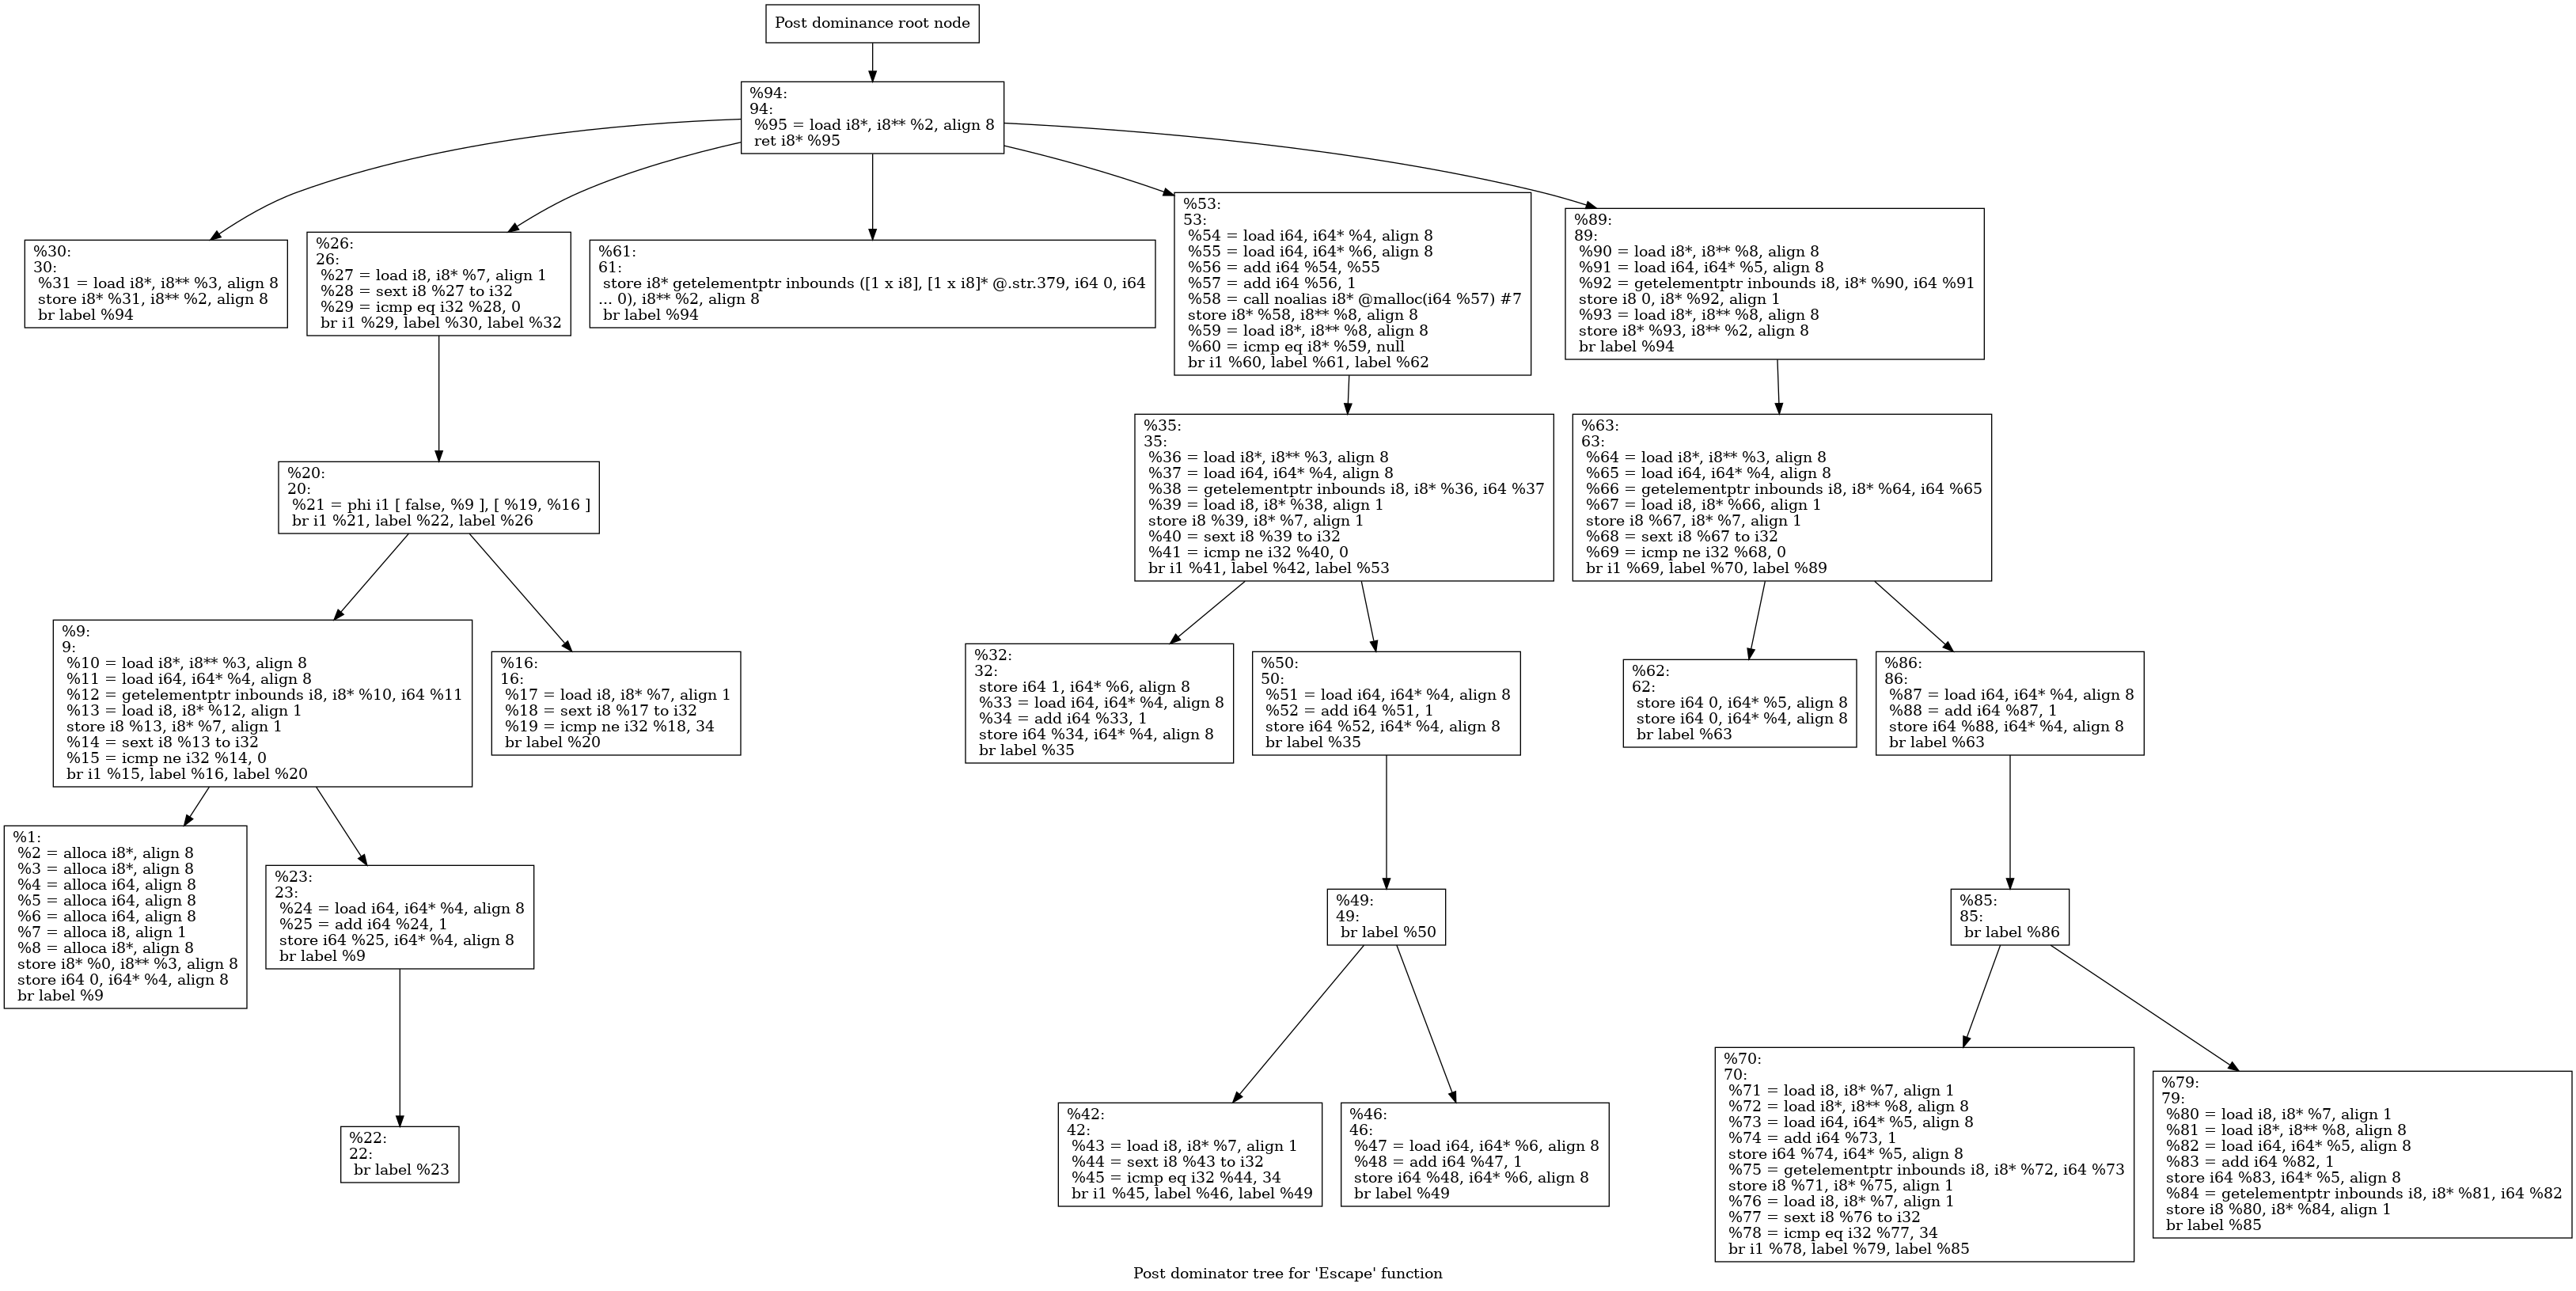 Post dominance root node
%94:
94:
%95 = load i8*, i8** %2, align 8
ret i8* %95
%30:
30:
%31 = load i8*, i8** %3, align 8
store i8* %31, i8** %2, align 8
br label %94
%26:
26:
%27 = load i8, i8* %7, align 1
%28 = sext i8 %27 to i32
%29 = icmp eq i32 %28, 0
br i1 %29, label %30, label %32
%61:
61:
store i8* getelementptr inbounds ([1 x i8], [1 x i8]* @.str.379, i64 0, i64
... 0), i8** %2, align 8
br label %94
%53:
53:
%54 = load i64, i64* %4, align 8
%55 = load i64, i64* %6, align 8
%56 = add i64 %54, %55
%57 = add i64 %56, 1
%58 = call noalias i8* @malloc(i64 %57) #7
store i8* %58, i8** %8, align 8
%59 = load i8*, i8** %8, align 8
%60 = icmp eq i8* %59, null
br i1 %60, label %61, label %62
%89:
89:
%90 = load i8*, i8** %8, align 8
%91 = load i64, i64* %5, align 8
%92 = getelementptr inbounds i8, i8* %90, i64 %91
store i8 0, i8* %92, align 1
%93 = load i8*, i8** %8, align 8
store i8* %93, i8** %2, align 8
br label %94
%20:
20:
%21 = phi i1 [ false, %9 ], [ %19, %16 ]
br i1 %21, label %22, label %26
%35:
35:
%36 = load i8*, i8** %3, align 8
%37 = load i64, i64* %4, align 8
%38 = getelementptr inbounds i8, i8* %36, i64 %37
%39 = load i8, i8* %38, align 1
store i8 %39, i8* %7, align 1
%40 = sext i8 %39 to i32
%41 = icmp ne i32 %40, 0
br i1 %41, label %42, label %53
%63:
63:
%64 = load i8*, i8** %3, align 8
%65 = load i64, i64* %4, align 8
%66 = getelementptr inbounds i8, i8* %64, i64 %65
%67 = load i8, i8* %66, align 1
store i8 %67, i8* %7, align 1
%68 = sext i8 %67 to i32
%69 = icmp ne i32 %68, 0
br i1 %69, label %70, label %89
%9:
9:
%10 = load i8*, i8** %3, align 8
%11 = load i64, i64* %4, align 8
%12 = getelementptr inbounds i8, i8* %10, i64 %11
%13 = load i8, i8* %12, align 1
store i8 %13, i8* %7, align 1
%14 = sext i8 %13 to i32
%15 = icmp ne i32 %14, 0
br i1 %15, label %16, label %20
%16:
16:
%17 = load i8, i8* %7, align 1
%18 = sext i8 %17 to i32
%19 = icmp ne i32 %18, 34
br label %20
%32:
32:
store i64 1, i64* %6, align 8
%33 = load i64, i64* %4, align 8
%34 = add i64 %33, 1
store i64 %34, i64* %4, align 8
br label %35
%50:
50:
%51 = load i64, i64* %4, align 8
%52 = add i64 %51, 1
store i64 %52, i64* %4, align 8
br label %35
%62:
62:
store i64 0, i64* %5, align 8
store i64 0, i64* %4, align 8
br label %63
%86:
86:
%87 = load i64, i64* %4, align 8
%88 = add i64 %87, 1
store i64 %88, i64* %4, align 8
br label %63
%1:
%2 = alloca i8*, align 8
%3 = alloca i8*, align 8
%4 = alloca i64, align 8
%5 = alloca i64, align 8
%6 = alloca i64, align 8
%7 = alloca i8, align 1
%8 = alloca i8*, align 8
store i8* %0, i8** %3, align 8
store i64 0, i64* %4, align 8
br label %9
%23:
23:
%24 = load i64, i64* %4, align 8
%25 = add i64 %24, 1
store i64 %25, i64* %4, align 8
br label %9
%49:
49:
br label %50
%85:
85:
br label %86
%22:
22:
br label %23
%42:
42:
%43 = load i8, i8* %7, align 1
%44 = sext i8 %43 to i32
%45 = icmp eq i32 %44, 34
br i1 %45, label %46, label %49
%46:
46:
%47 = load i64, i64* %6, align 8
%48 = add i64 %47, 1
store i64 %48, i64* %6, align 8
br label %49
%70:
70:
%71 = load i8, i8* %7, align 1
%72 = load i8*, i8** %8, align 8
%73 = load i64, i64* %5, align 8
%74 = add i64 %73, 1
store i64 %74, i64* %5, align 8
%75 = getelementptr inbounds i8, i8* %72, i64 %73
store i8 %71, i8* %75, align 1
%76 = load i8, i8* %7, align 1
%77 = sext i8 %76 to i32
%78 = icmp eq i32 %77, 34
br i1 %78, label %79, label %85
%79:
79:
%80 = load i8, i8* %7, align 1
%81 = load i8*, i8** %8, align 8
%82 = load i64, i64* %5, align 8
%83 = add i64 %82, 1
store i64 %83, i64* %5, align 8
%84 = getelementptr inbounds i8, i8* %81, i64 %82
store i8 %80, i8* %84, align 1
br label %85
Post dominator tree for 'Escape' function